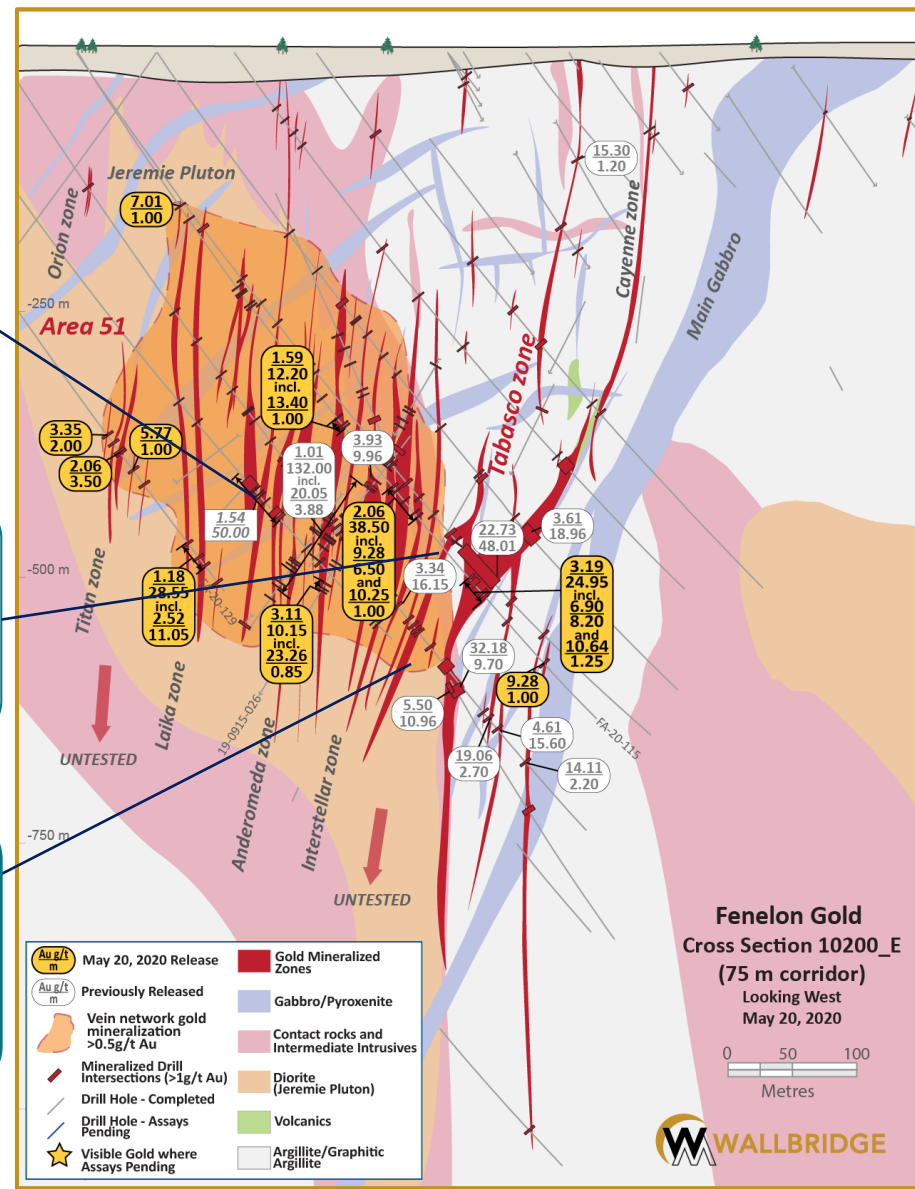 15.30
1.20
Jeremie Pluton
7.01
1.00
Orion zone
Cayenne zone
Main Gabbro
-250 m
Area 51
Tabasco zone
1.59
12.20
incl.
13.40
1.00
3.35
2.00
5.77
1.00
2.06
3.50
3.93
9.96
1.01
132.00
incl.
20.05
3.88
1.54
50.00
2.06
38.50
incl.
9.28
6.50
and
10.25
1.00
22.73
48.01
3.61
18.96
3.34
16.15
-500 m
Titan zone
1.18
28.55
incl.
2.52
11.05
FA-20-129
3.11
10.15
incl.
23.26
0.85
3.19
24.95
incl.
6.90
8.20
and
10.64
1.25
32.18
9.70
9.28
1.00
5.50
10.96
4.61
15.60
FA-20-115
19.06
2.70
14.11
2.20
Laika zone
19-0915-026
Anderomeda zone
Interstellar zone
UNTESTED
-750 m
UNTESTED
Fenelon Gold
Cross Section 10200_E
(75 m corridor)
Looking West
May 20, 2020
0 50 100
Metres
WALLBRIDGE
Au g/t
m
May 20, 2020 Release
Au g/t
m
Previously Released
Vein network gold
mineralization
>0.5g/t Au
Mineralized Drill
Intersections (>1g/t Au)
Drill Hole - Completed
Drill Hole - Assays
Pending
Visible Gold where
Assays Pending
Gold Mineralized
Zones
Gabbro/Pyroxenite
Contact rocks and
Intermediate Intrusives
Diorite
(Jeremie Pluton)
Volcanics
Argillite/Graphitic
Argillite